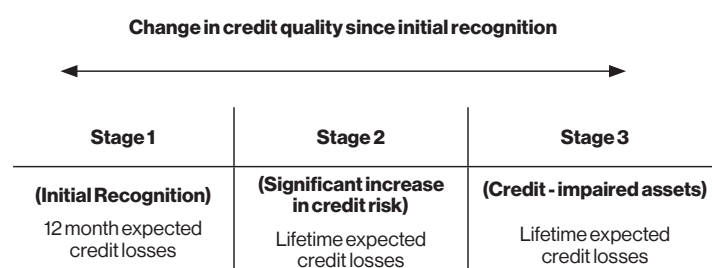 Change in credit quality since initial recognition
Stage 1
Stage 2
Stage 3
(Initial Recognition)
12 month expected
credit losses
(Significant increase
in credit risk)
Lifetime expected
credit losses
(Credit - impaired assets)
Lifetime expected
credit losses